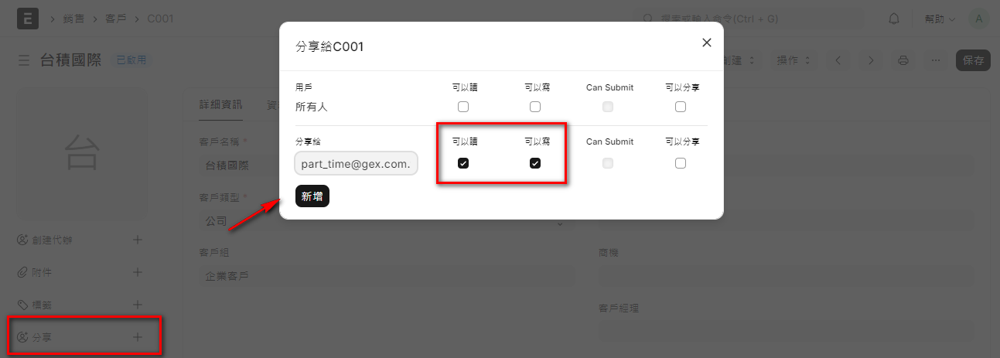 E 銷售 客戶 C001 搜索或輸入命令(Ctrl + G) 幫助 A
台積國際 已啟用 創建 操作 保存
分享給C001
用戶 可以讀 可以寫 Can Submit 可以分享
所有人
分享給 可以讀 可以寫 Can Submit 可以分享
part_time@gex.com.
新增
台
詳細資訊
客戶名稱 *
台積國際
客戶類型 *
公司
創建代辦
客戶組 商機
附件
企業客戶
標籤
客戶經理
分享